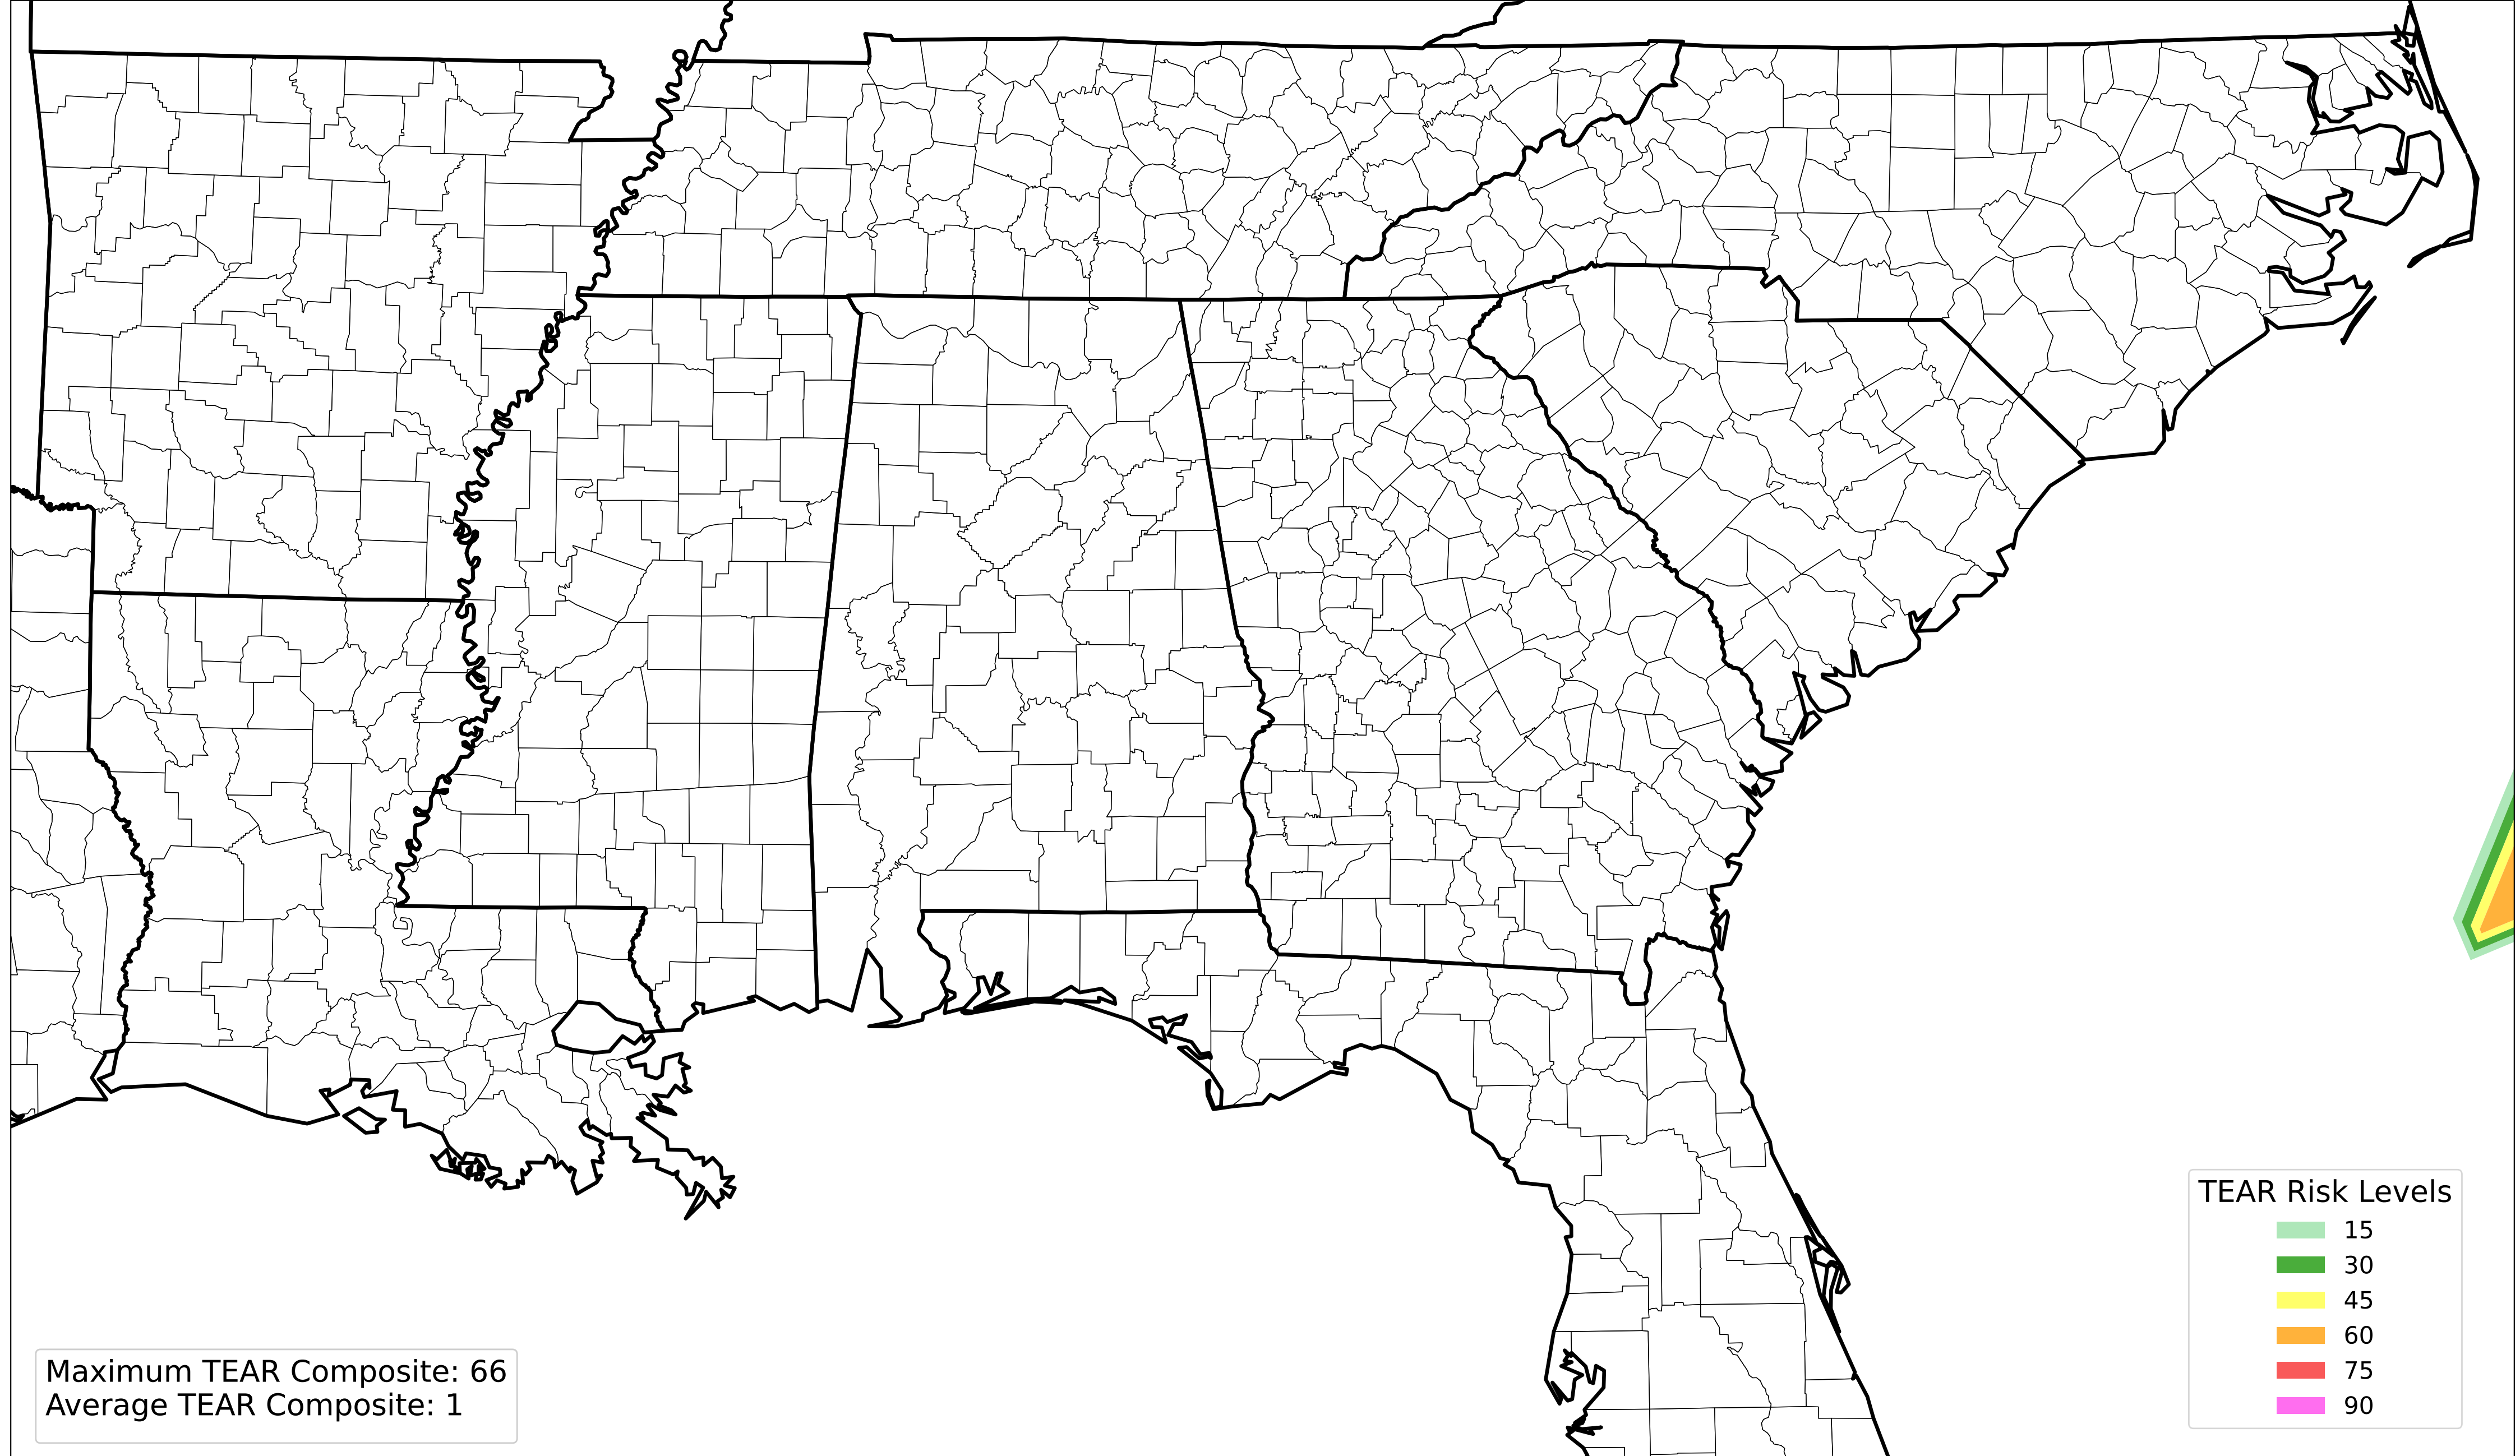 TEAR Risk Levels
15
30
45
60
75
90
Maximum TEAR Composite: 66
Average TEAR Composite: 1